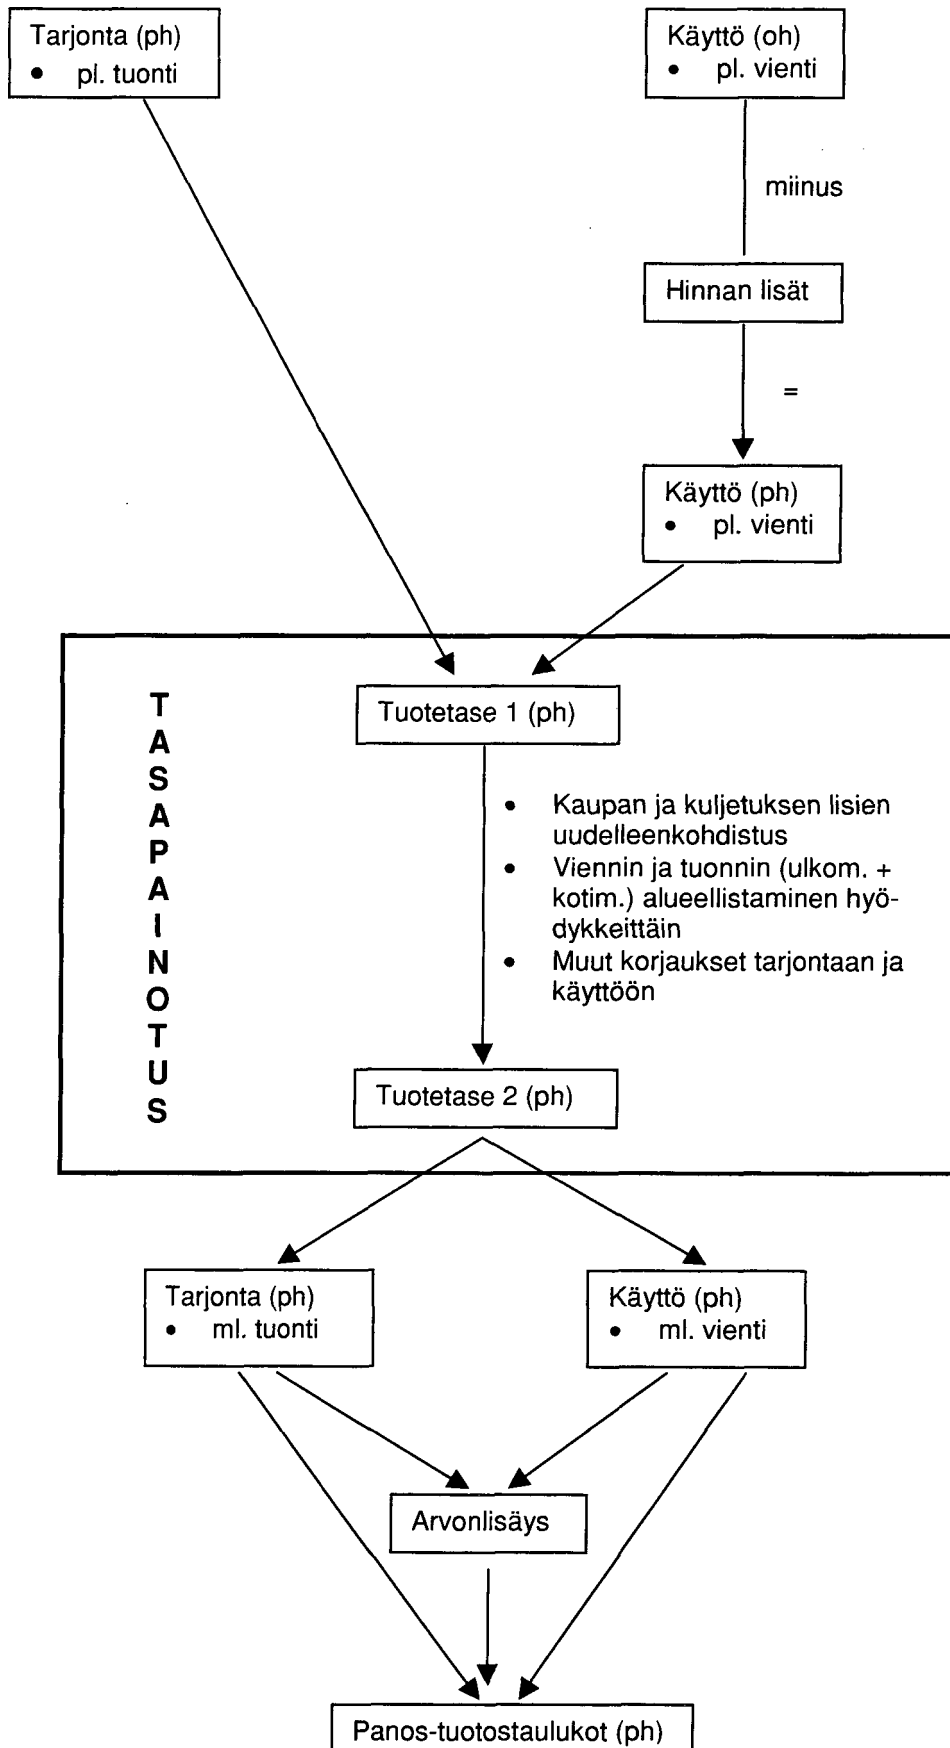 Tarjonta (ph)
• pl. tuonti
Käyttö (oh)
• pl. vienti
miinus
Hinnan lisät
=
Käyttö (ph)
• pl. vienti
TASAPAINOTUS
Tuotetase 1 (ph)
• Kaupan ja kuljetuksen lisien
uudelleenkohdistus
• Viennin ja tuonnin (ulkom. +
kotim.) alueellistaminen hyö-
dykkeittäin
• Muut korjaukset tarjontaan ja
käyttöön
Tuotetase 2 (ph)
Tarjonta (ph)
• ml. tuonti
Käyttö (ph)
• ml. vienti
Arvonlisäys
Panos-tuotostaulukot (ph)